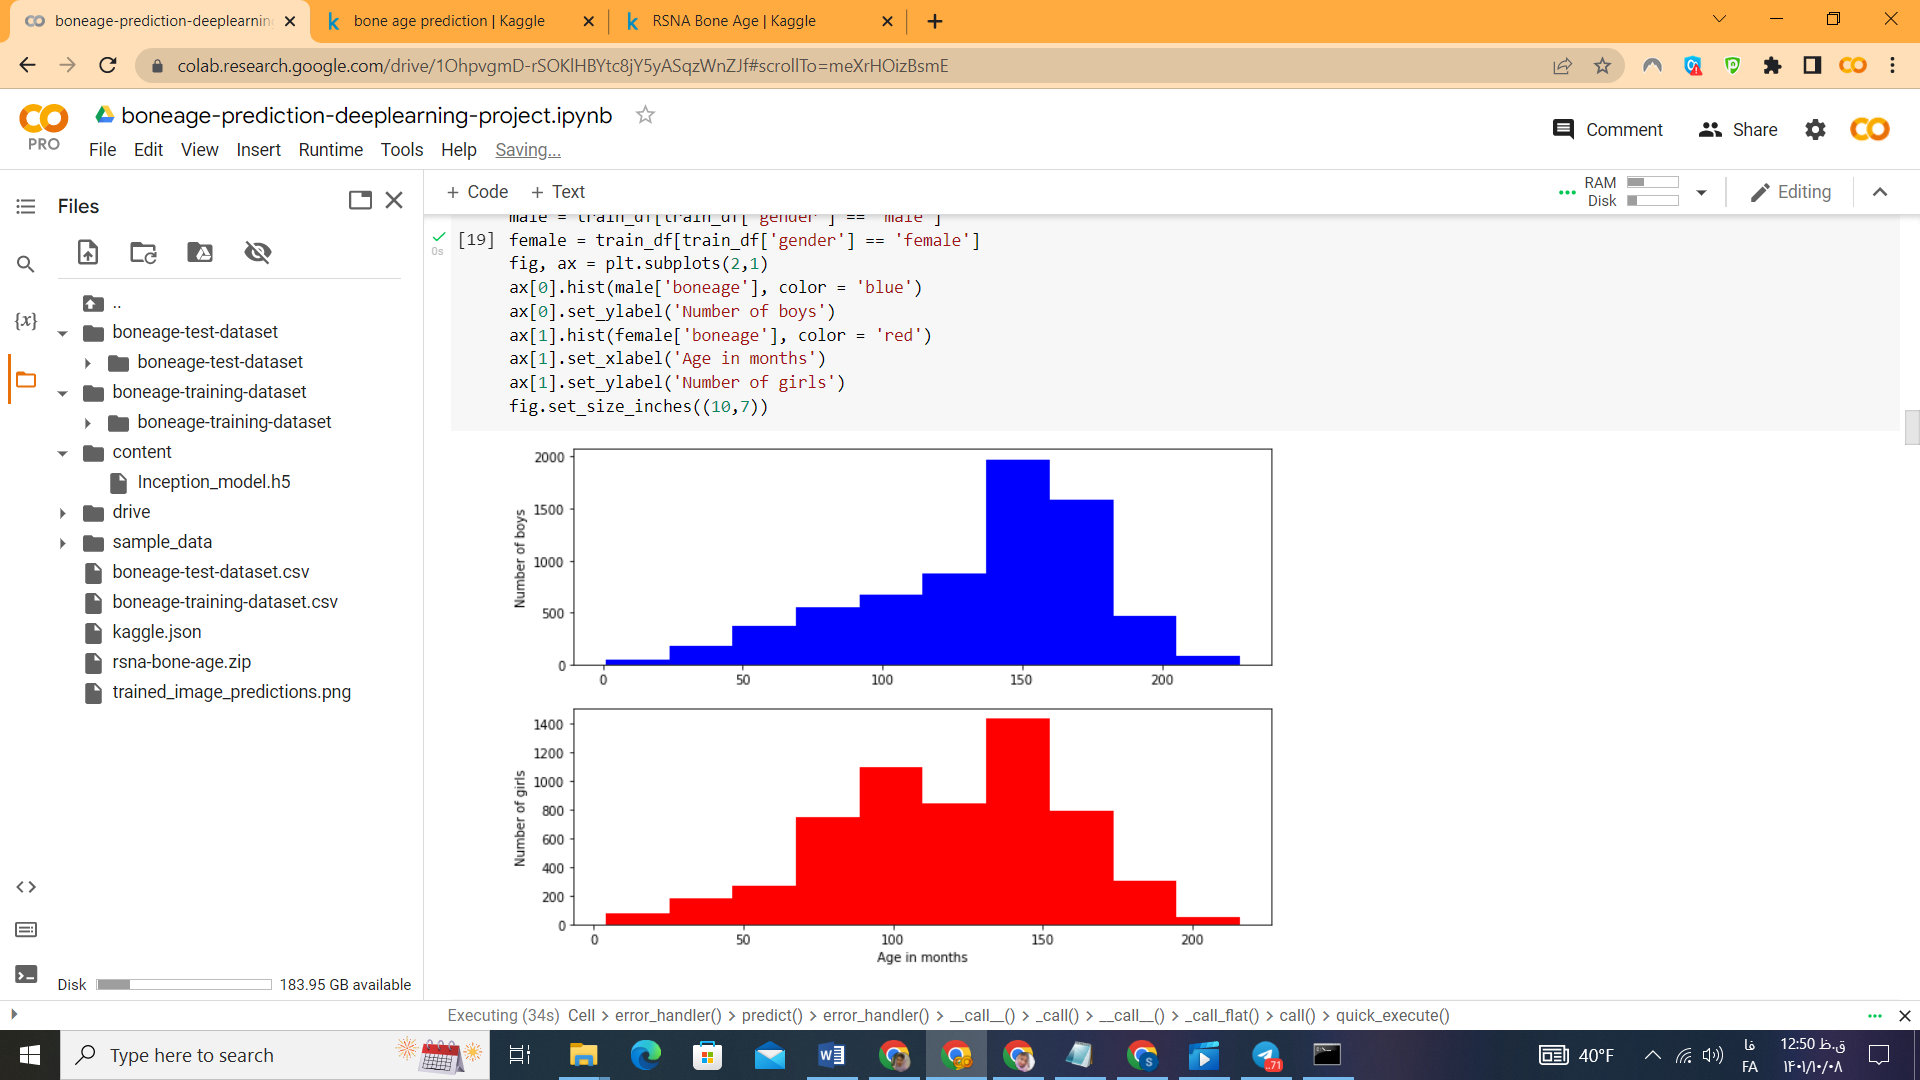 boneage-prediction-deeplearnin
bone age prediction | Kaggle
RSNA Bone Age | Kaggle
colab.research.google.com/drive/1OhpvgmD-rSOKlHBYtc8jY5yASqzWnZJf#scrollTo=meXrHOizBsmE
PRO
boneage-prediction-deeplearning-project.ipynb
File Edit View Insert Runtime Tools Help Saving...
Comment
Share
Files
+ Code + Text
RAM
Disk
Editing
..
boneage-test-dataset
boneage-test-dataset
boneage-training-dataset
boneage-training-dataset
content
Inception_model.h5
drive
sample_data
boneage-test-dataset.csv
boneage-training-dataset.csv
kaggle.json
rsna-bone-age.zip
trained_image_predictions.png
Disk 183.95 GB available
{x}
0s
[19]
male = train_df[train_df['gender'] == 'male']
female = train_df[train_df['gender'] == 'female']
fig, ax = plt.subplots(2,1)
ax[0].hist(male['boneage'], color = 'blue')
ax[0].set_ylabel('Number of boys')
ax[1].hist(female['boneage'], color = 'red')
ax[1].set_xlabel('Age in months')
ax[1].set_ylabel('Number of girls')
fig.set_size_inches((10,7))
Number of boys
2000
1500
1000
500
0
0 50 100 150 200
Number of girls
1400
1200
1000
800
600
400
200
0
0 50 100 150 200
Age in months
Executing (34s) Cell > error_handler() > predict() > error_handler() > __call__() > _call() > __call__() > _call_flat() > call() > quick_execute()
Type here to search
71
40°F
فا
FA
12:50 ق.ظ
۱۴۰۱/۱۰/۰۸